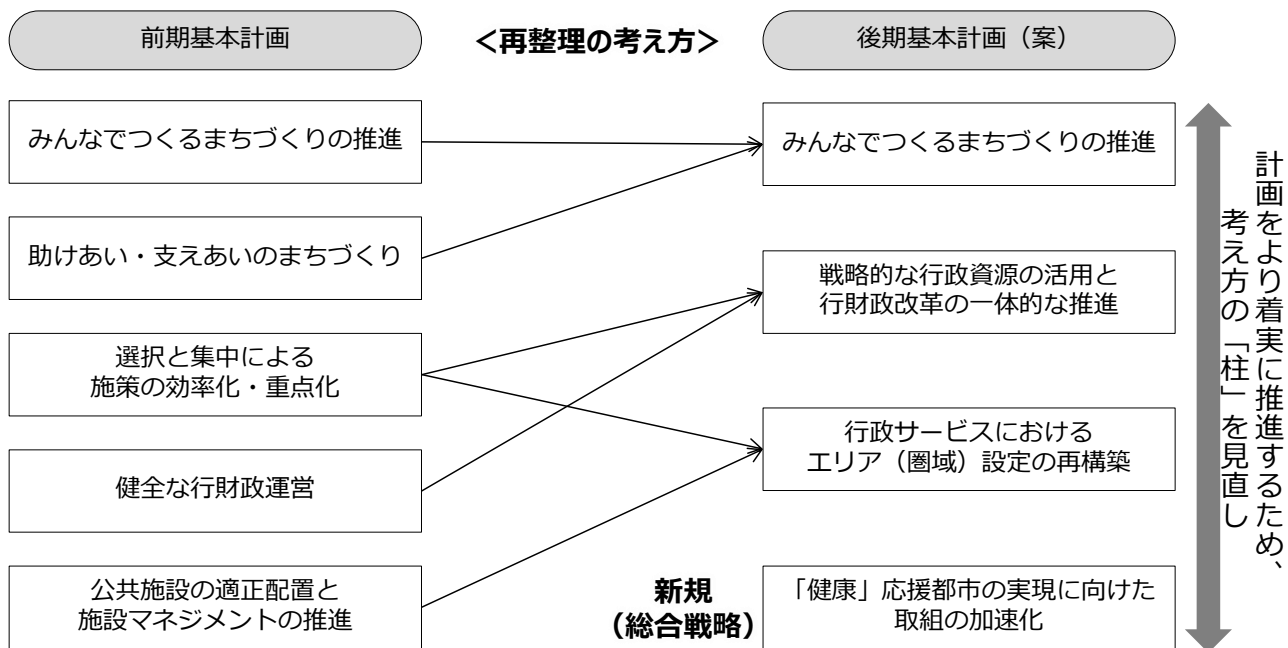 前期基本計画
<再整理の考え方>
後期基本計画（案）
みんなでつくるまちづくりの推進
みんなでつくるまちづくりの推進
助けあい・支えあいのまちづくり
戦略的な行政資源の活用と
行財政改革の一体的な推進
選択と集中による
施策の効率化・重点化
行政サービスにおける
エリア（圏域）設定の再構築
健全な行財政運営
公共施設の適正配置と
施設マネジメントの推進
新規
（総合戦略）
「健康」応援都市の実現に向けた
取組の加速化
計画をより着実に推進するため、
考え方の「柱」を見直し